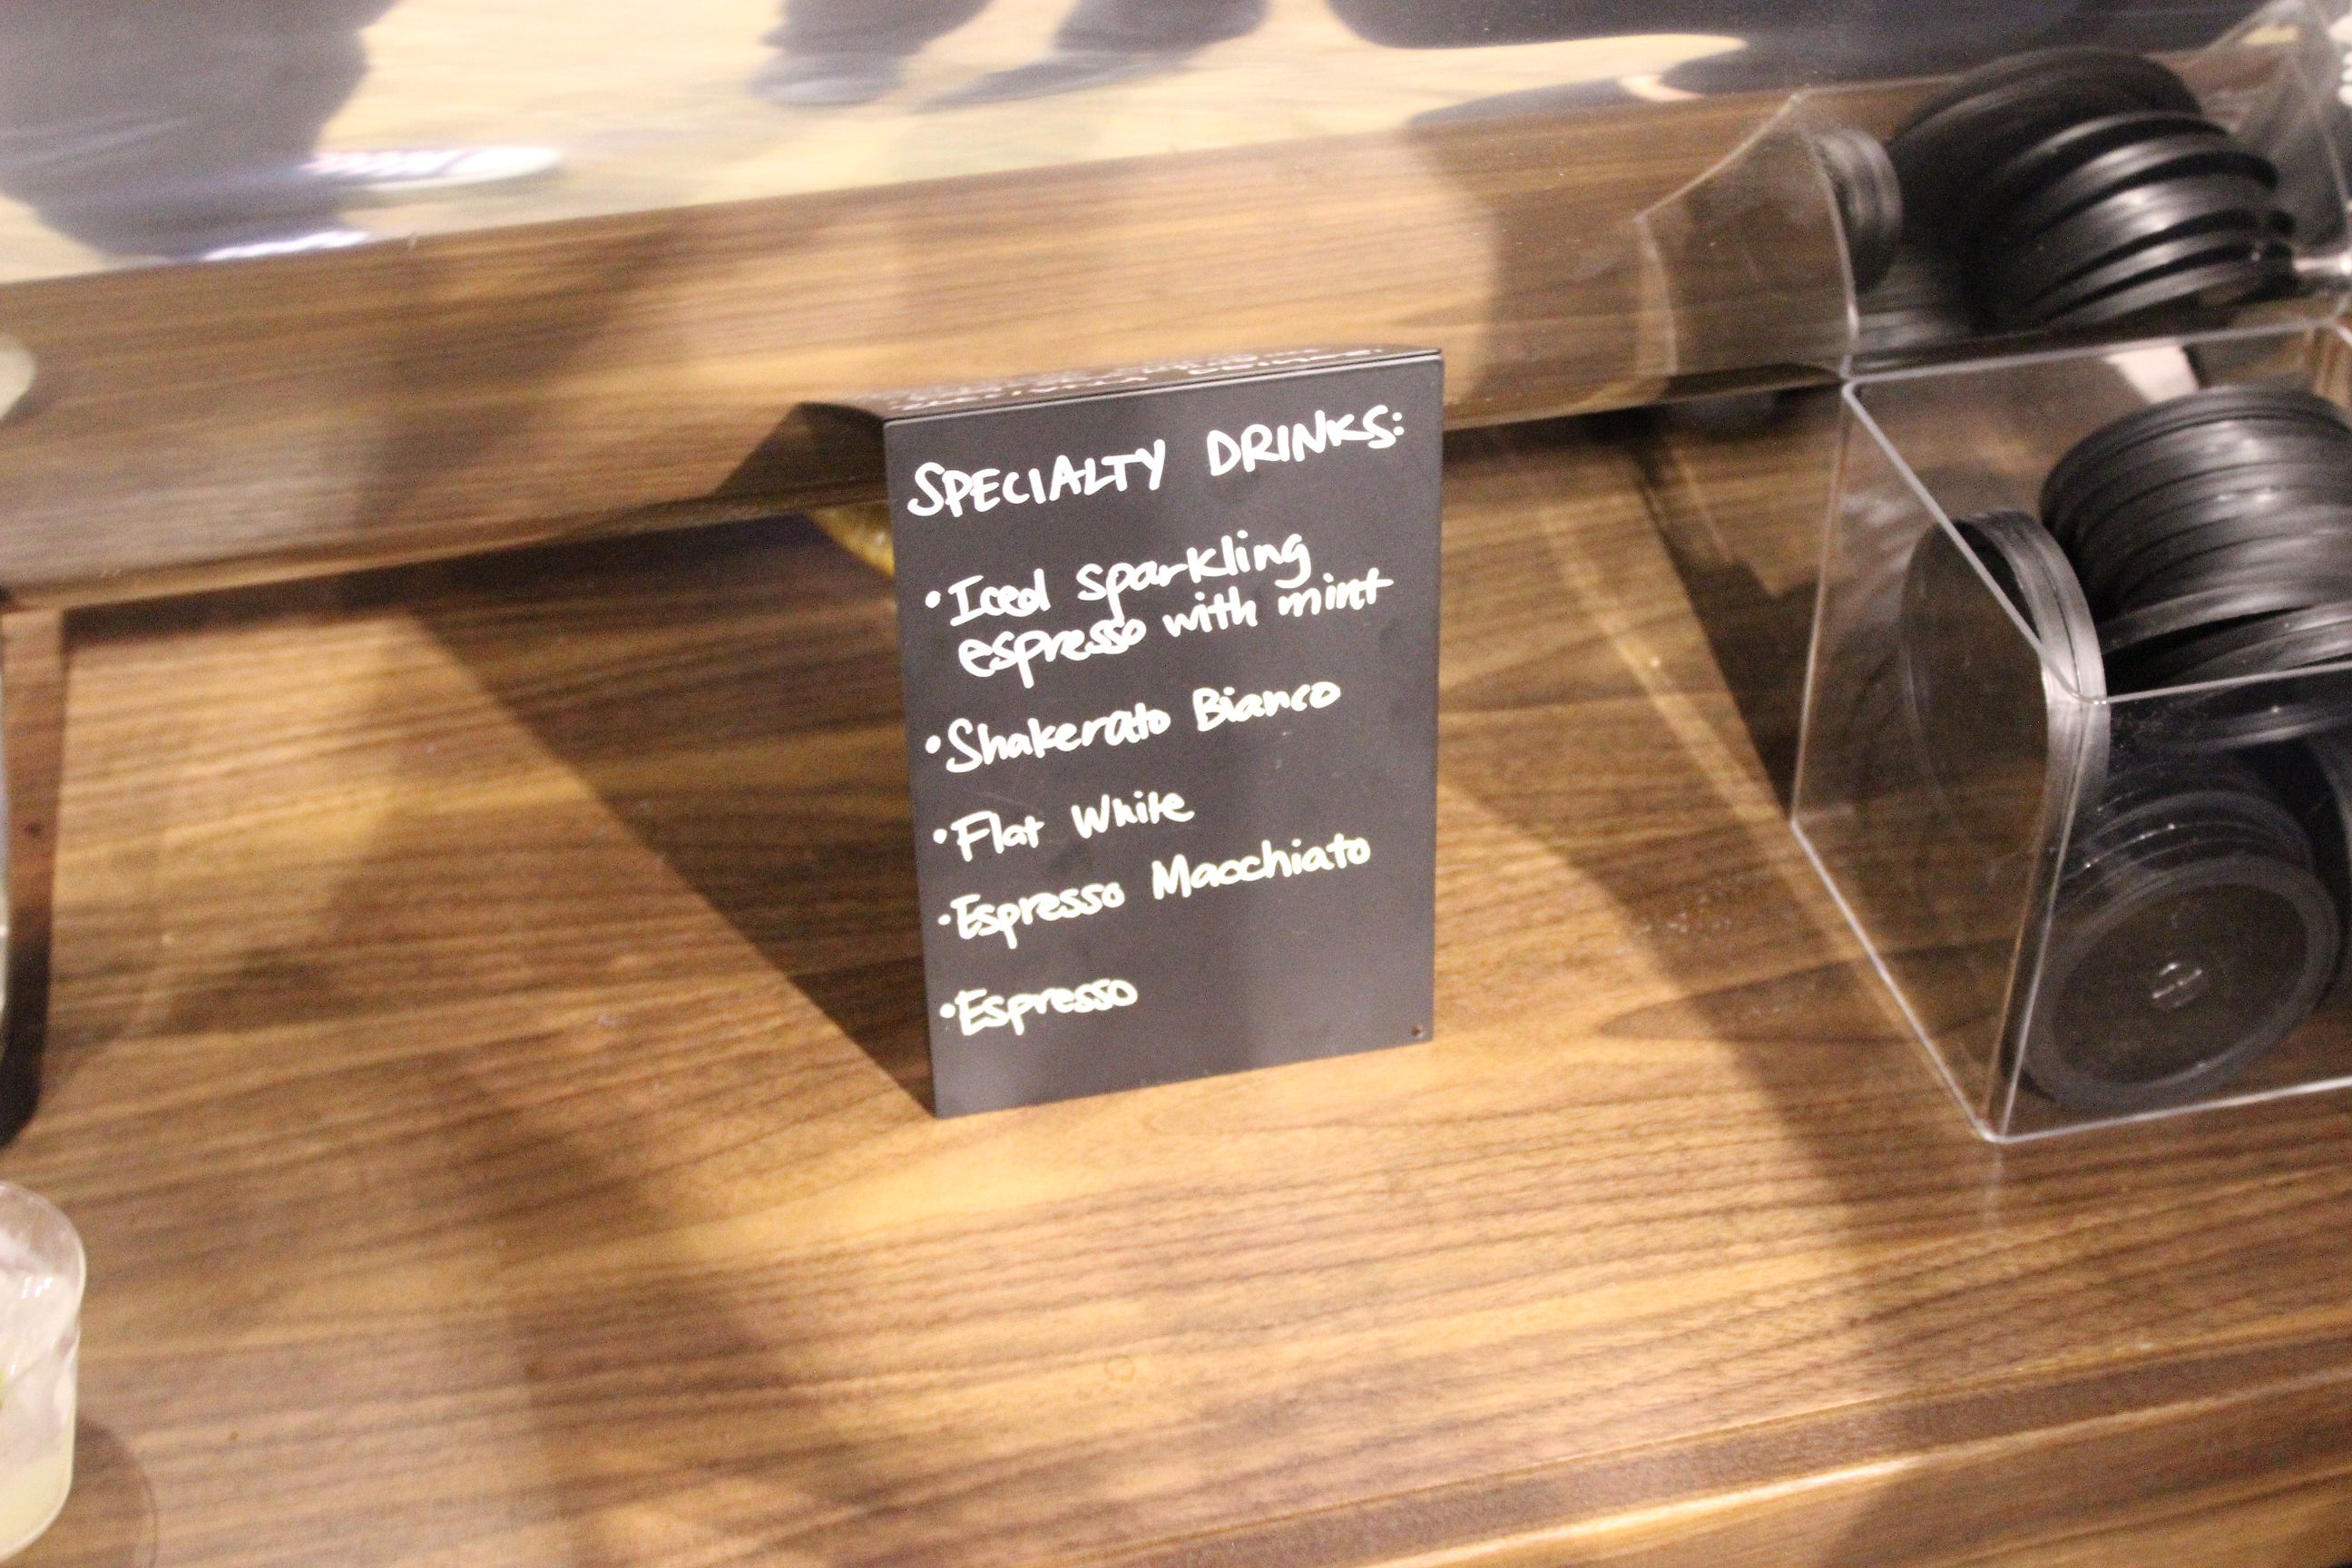 SPECIALTY DRINKS:
• Iced sparkling
espresso with mint
• Shakerato Bianco
• Flat White
• Espresso Macchiato
• Espresso